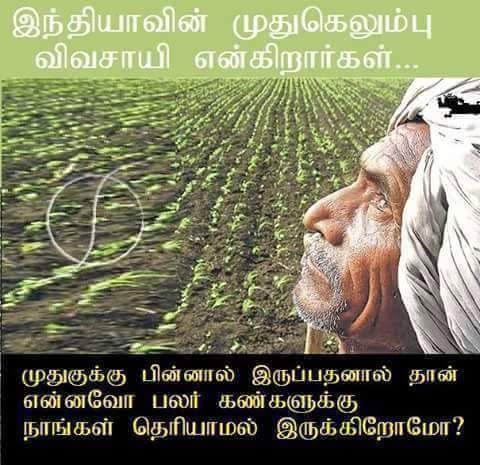 இந்தியாவின் முதுகெலும்பு
விவசாயி என்கிறார்கள்...
முதுகுக்கு பின்னால் இருப்பதனால் தான்
என்னவோ பலர் கண்களுக்கு
நாங்கள் தெரியாமல் இருக்கிறோமோ?